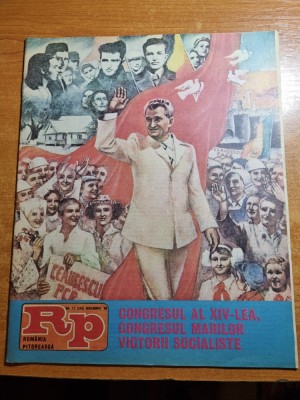 CEAUȘESCU
PCR
Rp
ROMÂNIA
PITOREASCĂ
CONGRESUL AL XIV-LEA,
CONGRESUL MARILOR
VICTORII SOCIALISTE